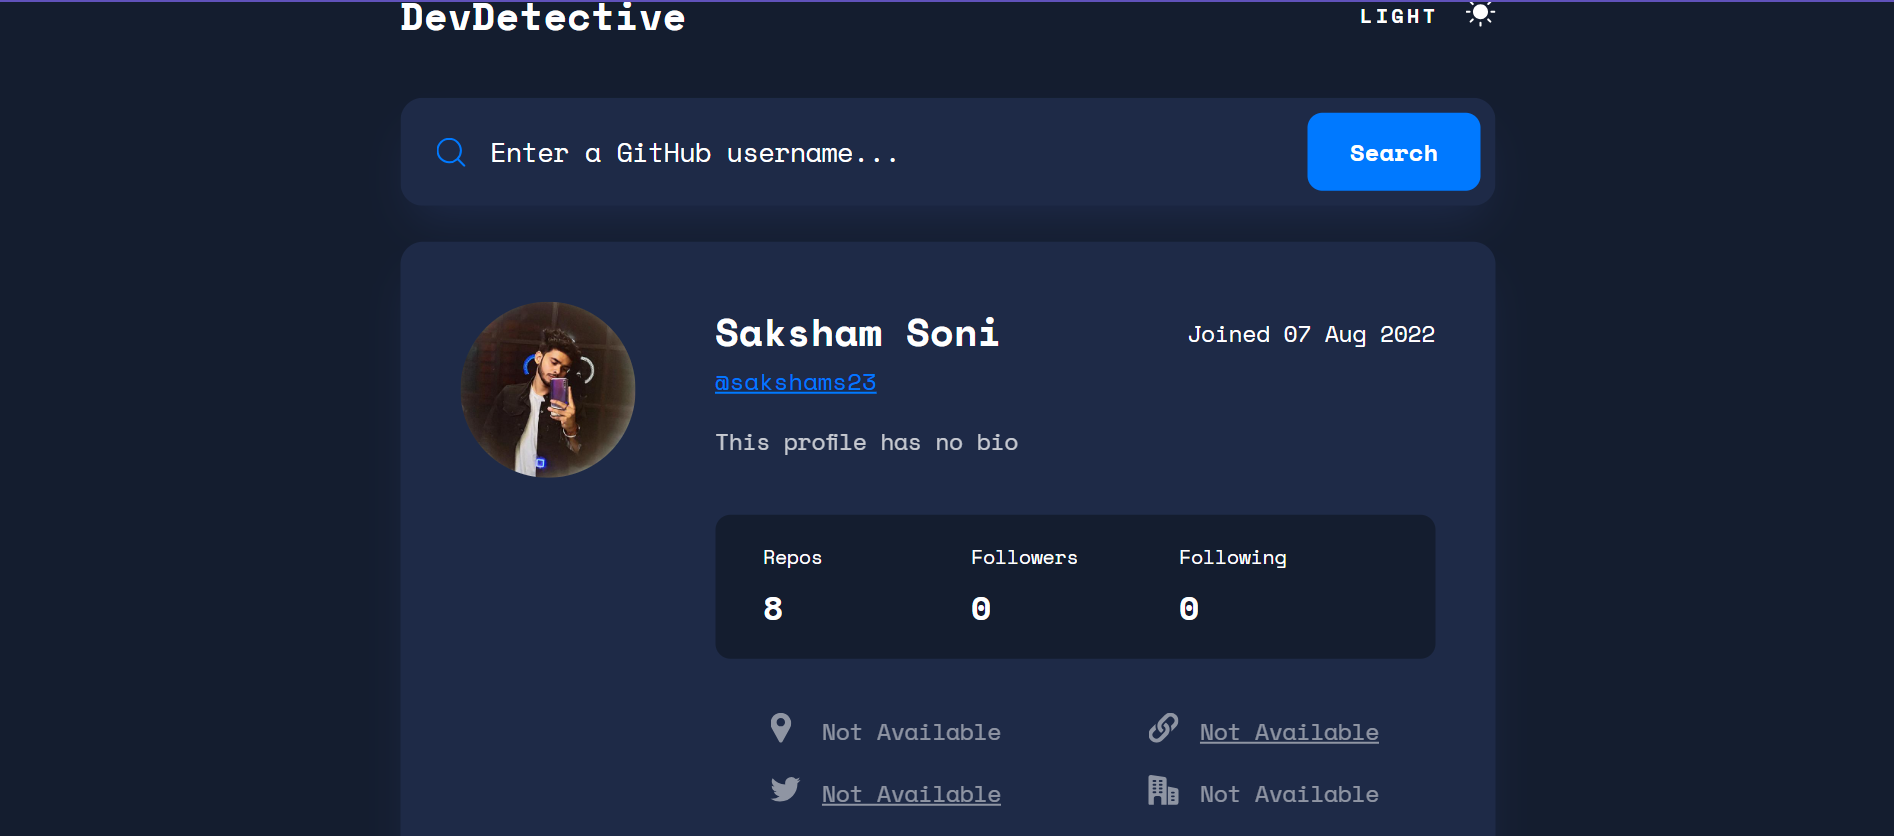 DevDetective
LIGHT
Enter a GitHub username...
Search
Saksham Soni
Joined 07 Aug 2022
@sakshams23
This profile has no bio
Repos
Followers
Following
8
0
0
Not Available
Not Available
Not Available
Not Available